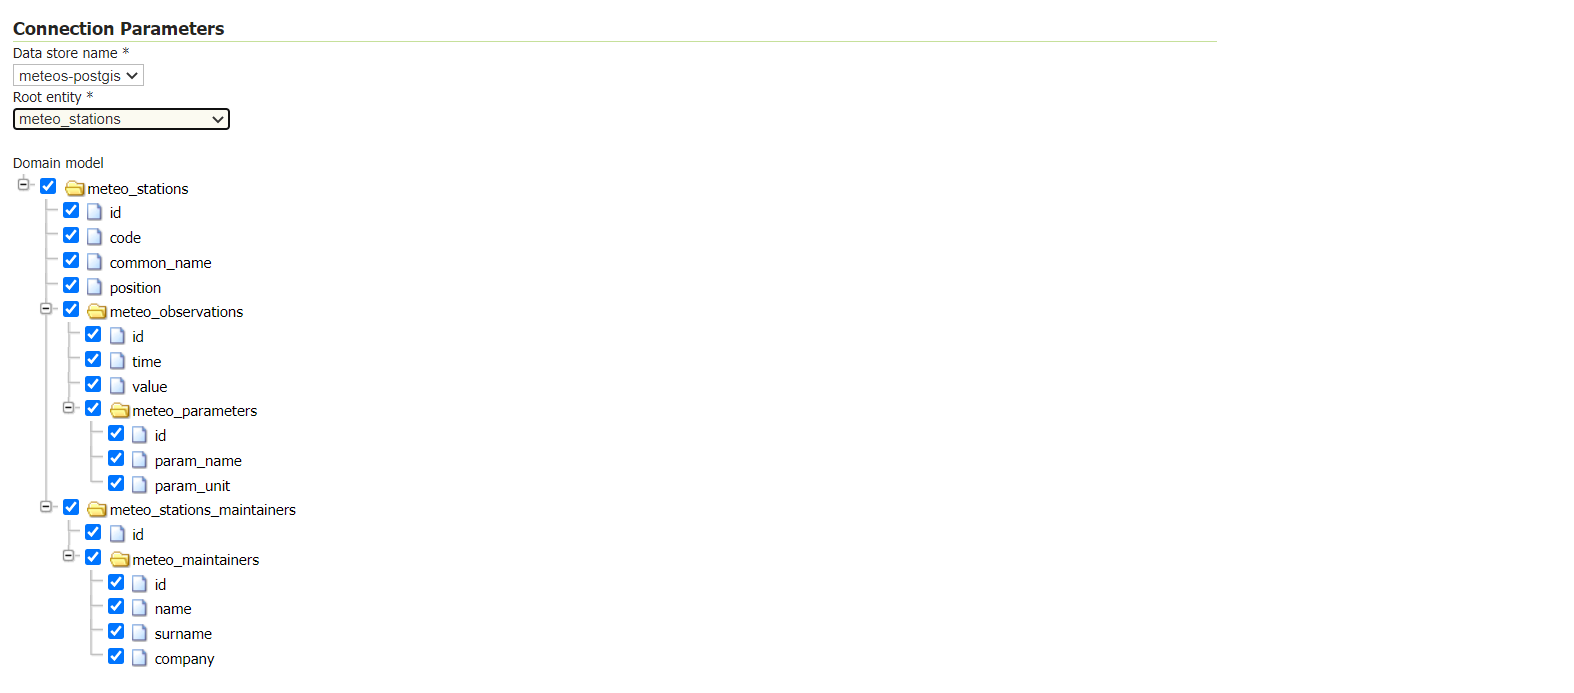 Connection Parameters
Data store name *
meteos-postgis
Root entity *
meteo_stations
Domain model
meteo_stations
id
code
common_name
position
meteo_observations
id
time
value
meteo_parameters
id
param_name
param_unit
meteo_stations_maintainers
id
meteo_maintainers
id
name
surname
company